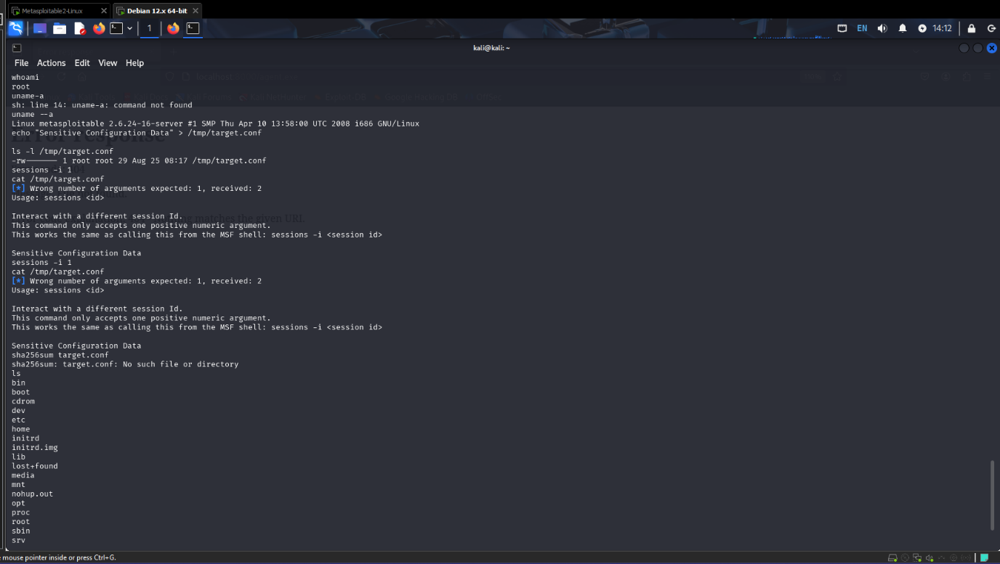 Metasploitable2-Linux
Debian 12.x 64-bit
1
EN
14:12
kali@kali: ~
File Actions Edit View Help
whoami
root
uname-a
sh: line 14: uname-a: command not found
uname --a
Linux metasploitable 2.6.24-16-server #1 SMP Thu Apr 10 13:58:00 UTC 2008 i686 GNU/Linux
echo "Sensitive Configuration Data" > /tmp/target.conf
Error response
ls -l /tmp/target.conf
-rw------- 1 root root 29 Aug 25 08:17 /tmp/target.conf
sessions -i 1
cat /tmp/target.conf
[*] Wrong number of arguments expected: 1, received: 2
Usage: sessions <id>
Interact with a different session Id.
matches the given URL
This command only accepts one positive numeric argument.
This works the same as calling this from the MSF shell: sessions -i <session id>
Sensitive Configuration Data
sessions -i 1
cat /tmp/target.conf
[*] Wrong number of arguments expected: 1, received: 2
Usage: sessions <id>
Interact with a different session Id.
This command only accepts one positive numeric argument.
This works the same as calling this from the MSF shell: sessions -i <session id>
Sensitive Configuration Data
sha256sum target.conf
sha256sum: target.conf: No such file or directory
ls
bin
boot
cdrom
dev
etc
home
initrd
initrd.img
lib
lost+found
media
mnt
nohup.out
opt
proc
root
sbin
srv
mouse pointer inside or press Ctrl+G.